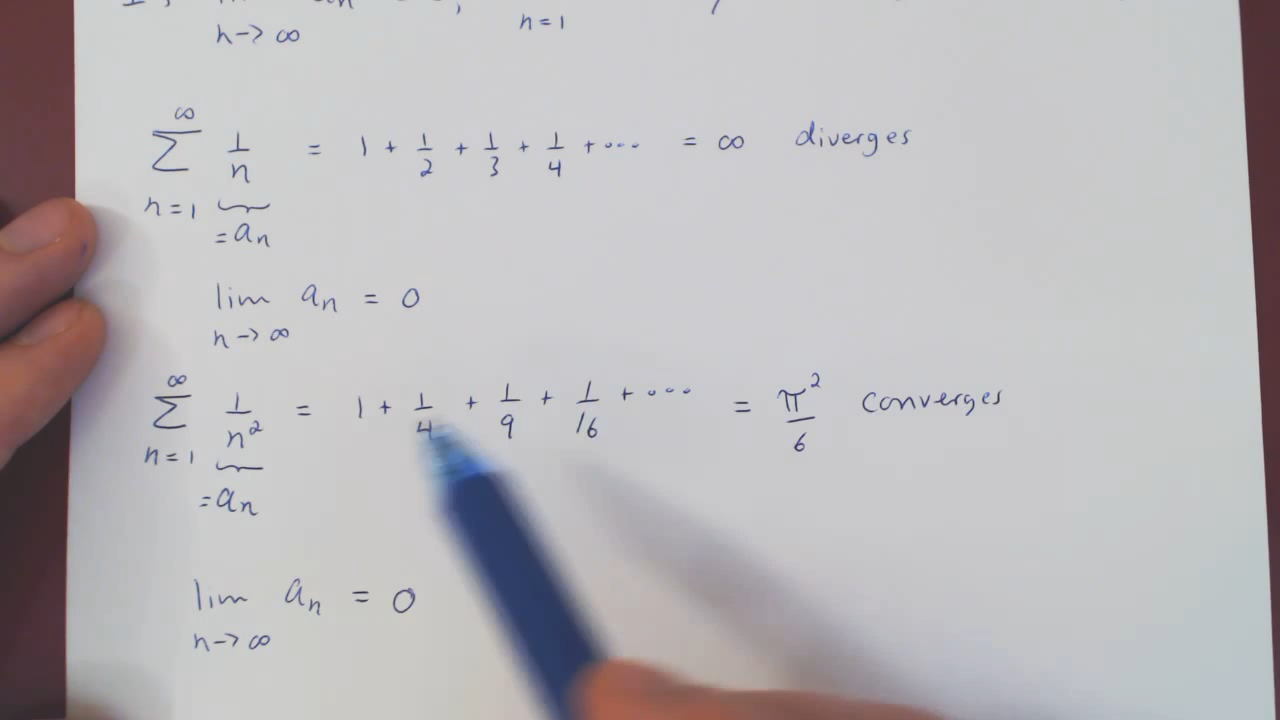 n→∞ n=1
∞
∑ 1/n = 1 + 1/2 + 1/3 + 1/4 + ... = ∞ diverges
n=1
=aₙ
lim aₙ = 0
n→∞
∞
∑ 1/n² = 1 + 1/4 + 1/9 + 1/16 + ... = π²/6 converges
n=1
=aₙ
lim aₙ = 0
n→∞